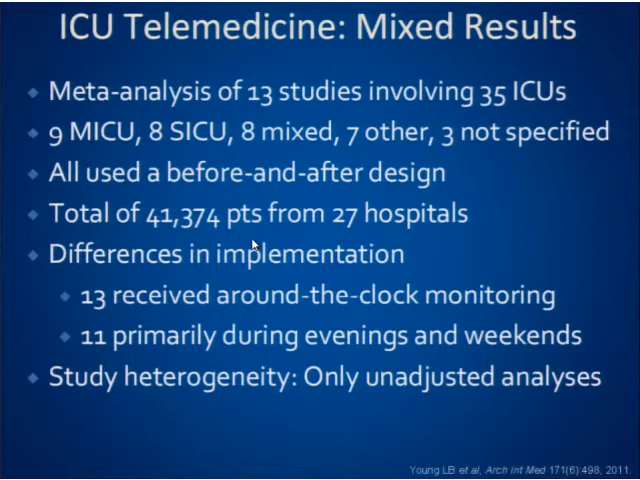 ICU Telemedicine: Mixed Results
Meta-analysis of 13 studies involving 35 ICUs
9 MICU, 8 SICU, 8 mixed, 7 other, 3 not specified
All used a before-and-after design
Total of 41,374 pts from 27 hospitals
Differences in implementation
13 received around-the-clock monitoring
11 primarily during evenings and weekends
Study heterogeneity: Only unadjusted analyses
Young LB et al, Arch Int Med 171(6):498, 2011.